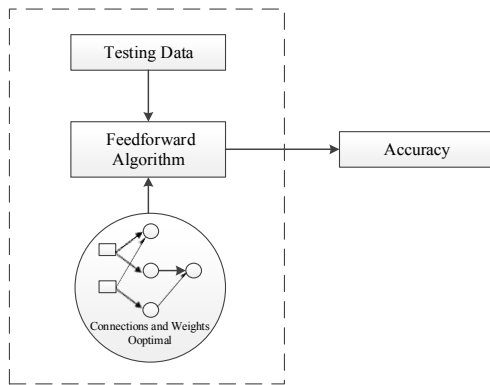 Testing Data
Feedforward
Algorithm
Accuracy
Connections and Weights
Ooptimal